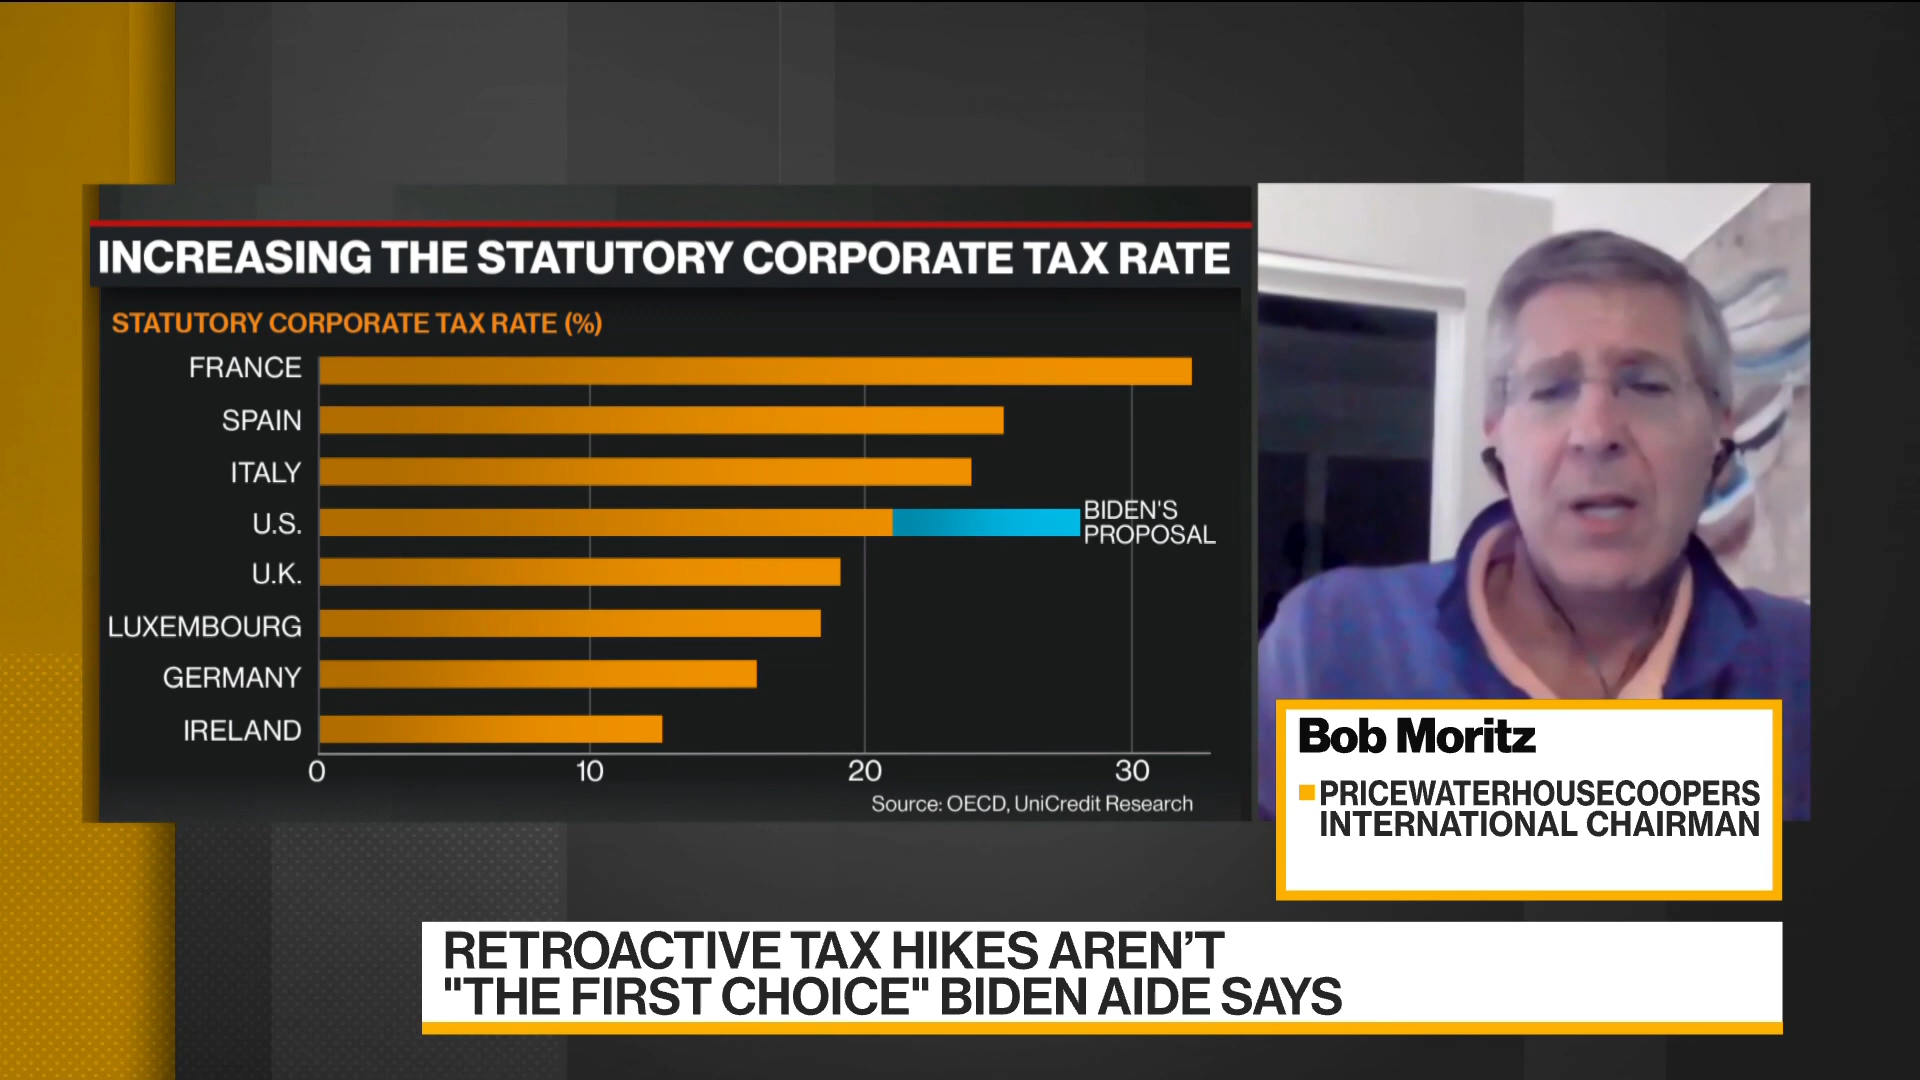 INCREASING THE STATUTORY CORPORATE TAX RATE
STATUTORY CORPORATE TAX RATE (%)
FRANCE
SPAIN
ITALY
U.S.
BIDEN'S
PROPOSAL
U.K.
LUXEMBOURG
GERMANY
IRELAND
0 10 20 30
Source: OECD, UniCredit Research
Bob Moritz
PRICEWATERHOUSECOOPERS
INTERNATIONAL CHAIRMAN
RETROACTIVE TAX HIKES AREN’T
"THE FIRST CHOICE" BIDEN AIDE SAYS